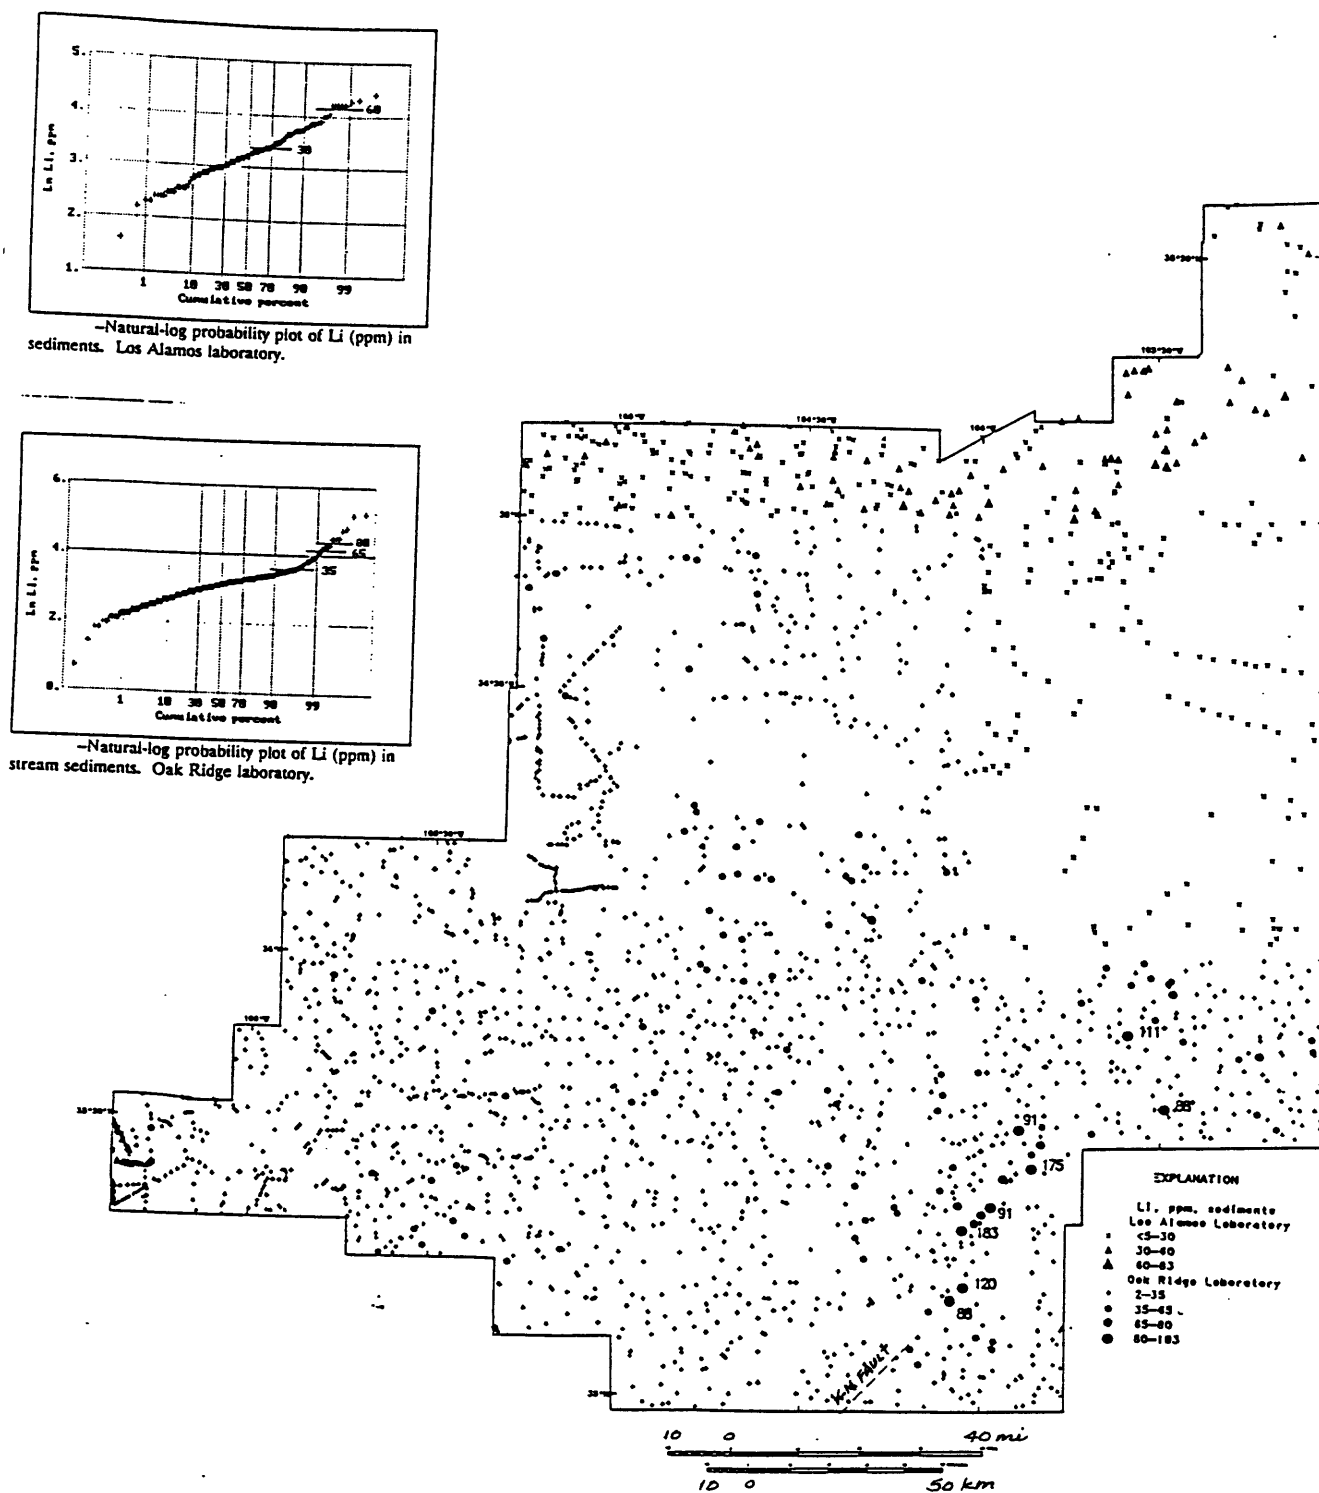 5.
4.
3.
2.
1.
Ln Li, ppm
60
30
1 10 30 50 70 90 99
Cumulative percent
—Natural-log probability plot of Li (ppm) in
sediments. Los Alamos laboratory.
6.
4.
2.
0.
Ln Li, ppm
80
65
35
1 10 30 50 70 90 99
Cumulative percent
—Natural-log probability plot of Li (ppm) in
stream sediments. Oak Ridge laboratory.
111
88
91
175
91
183
120
88
K-M FAULT
EXPLANATION
Li, ppm, sediments
Los Alamos Laboratory
<5-30
30-60
60-83
Oak Ridge Laboratory
2-35
35-65
65-80
80-183
10 0 40 mi
10 0 50 km